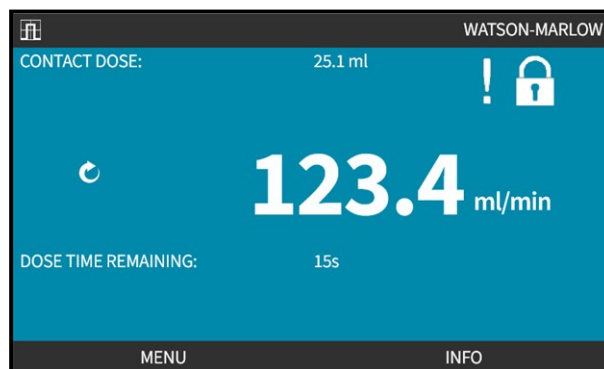 WATSON-MARLOW
CONTACT DOSE: 25.1 ml
!
123.4 ml/min
DOSE TIME REMAINING: 15s
MENU INFO